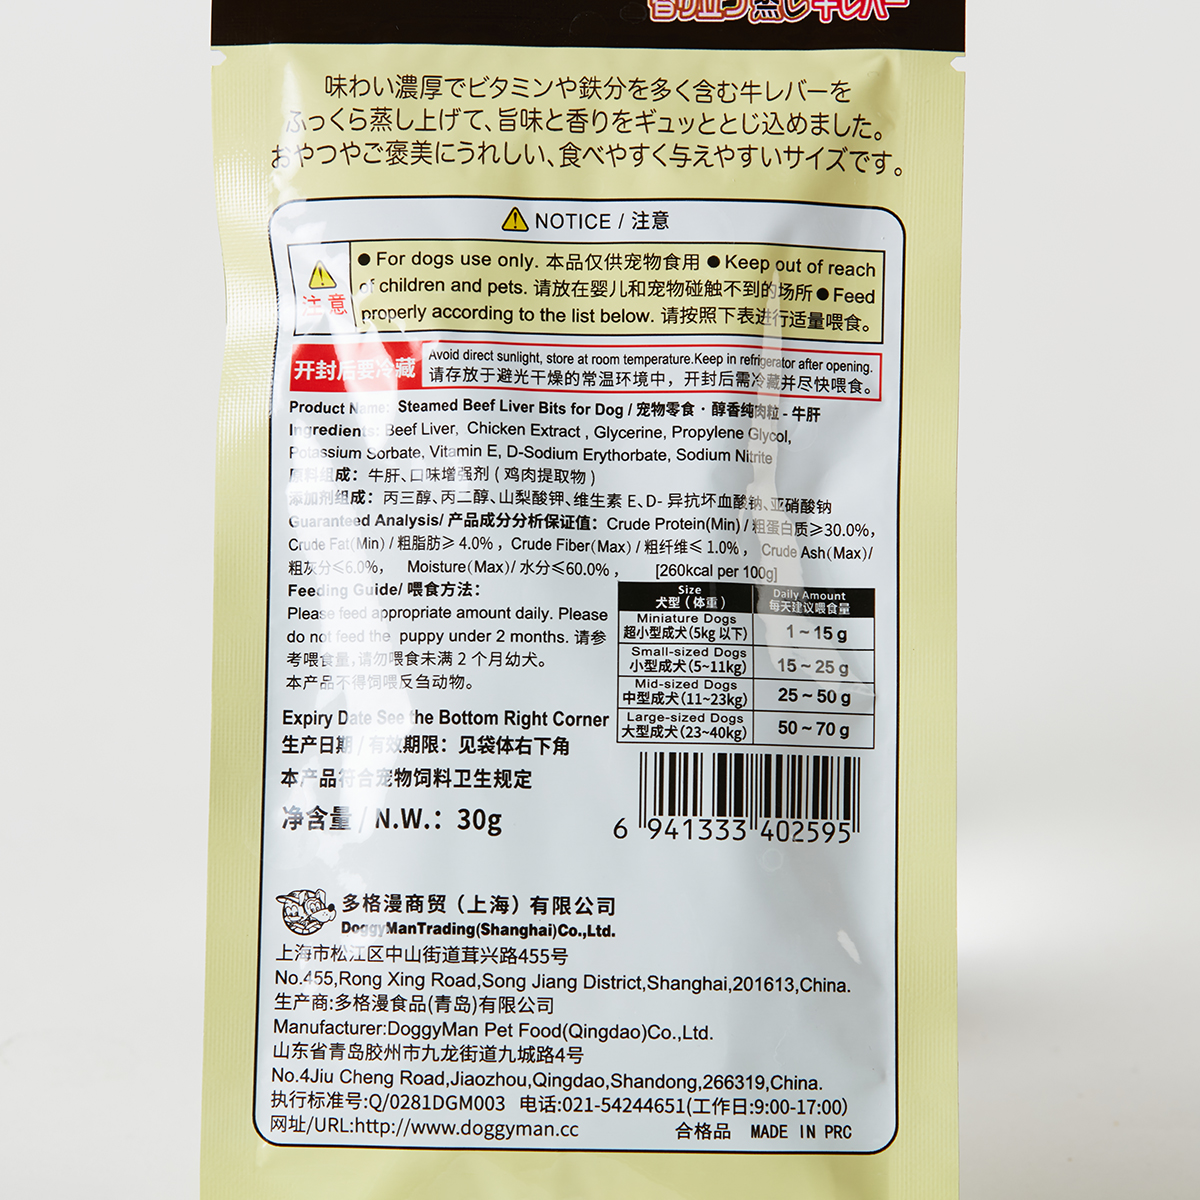 香り立つ蒸し牛レバー
味わい濃厚でビタミンや鉄分を多く含む牛レバーを
ふっくら蒸し上げて、旨味と香りをギュッととじ込めました。
おやつやご褒美にうれしい、食べやすく与えやすいサイズです。
NOTICE / 注意
注意
● For dogs use only. 本品仅供宠物食用 ● Keep out of reach
of children and pets. 请放在婴儿和宠物碰触不到的场所 ● Feed
properly according to the list below. 请按照下表进行适量喂食。
开封后要冷藏
Avoid direct sunlight, store at room temperature.Keep in refrigerator after opening.
请存放于避光干燥的常温环境中，开封后需冷藏并尽快喂食。
Product Name: Steamed Beef Liver Bits for Dog / 宠物零食・醇香纯肉粒 - 牛肝
Ingredients: Beef Liver, Chicken Extract , Glycerine, Propylene Glycol,
Potassium Sorbate, Vitamin E, D-Sodium Erythorbate, Sodium Nitrite
原料组成：牛肝、口味增强剂 ( 鸡肉提取物 )
添加剂组成：丙三醇、丙二醇、山梨酸钾、维生素 E、D- 异抗坏血酸钠、亚硝酸钠
Guaranteed Analysis/ 产品成分分析保证值：Crude Protein(Min) / 粗蛋白质≥30.0%，
Crude Fat(Min) / 粗脂肪≥ 4.0% ，Crude Fiber(Max) / 粗纤维≤ 1.0% ， Crude Ash(Max)/
粗灰分≤6.0%， Moisture(Max)/ 水分≤60.0% ， [260kcal per 100g]
Feeding Guide/ 喂食方法：
Please feed appropriate amount daily. Please
do not feed the puppy under 2 months. 请参
考喂食量,请勿喂食未满 2 个月幼犬。
本产品不得饲喂反刍动物。
Size Daily Amount
犬型（体重） 每天建议喂食量
Miniature Dogs
超小型成犬(5kg 以下) 1 ~ 15 g
Small-sized Dogs
小型成犬(5~11kg) 15 ~ 25 g
Mid-sized Dogs
中型成犬(11~23kg) 25 ~ 50 g
Large-sized Dogs
大型成犬(23~40kg) 50 ~ 70 g
Expiry Date See the Bottom Right Corner
生产日期 / 有效期限：见袋体右下角
本产品符合宠物饲料卫生规定
净含量 / N.W.：30g
6 941333 402595
多格漫商贸（上海）有限公司
DoggyManTrading(Shanghai)Co.,Ltd.
上海市松江区中山街道茸兴路455号
No.455,Rong Xing Road,Song Jiang District,Shanghai,201613,China.
生产商:多格漫食品(青岛)有限公司
Manufacturer:DoggyMan Pet Food(Qingdao)Co.,Ltd.
山东省青岛胶州市九龙街道九城路4号
No.4Jiu Cheng Road,Jiaozhou,Qingdao,Shandong,266319,China.
执行标准号:Q/0281DGM003 电话:021-54244651(工作日:9:00-17:00)
网址/URL:http://www.doggyman.cc 合格品 MADE IN PRC